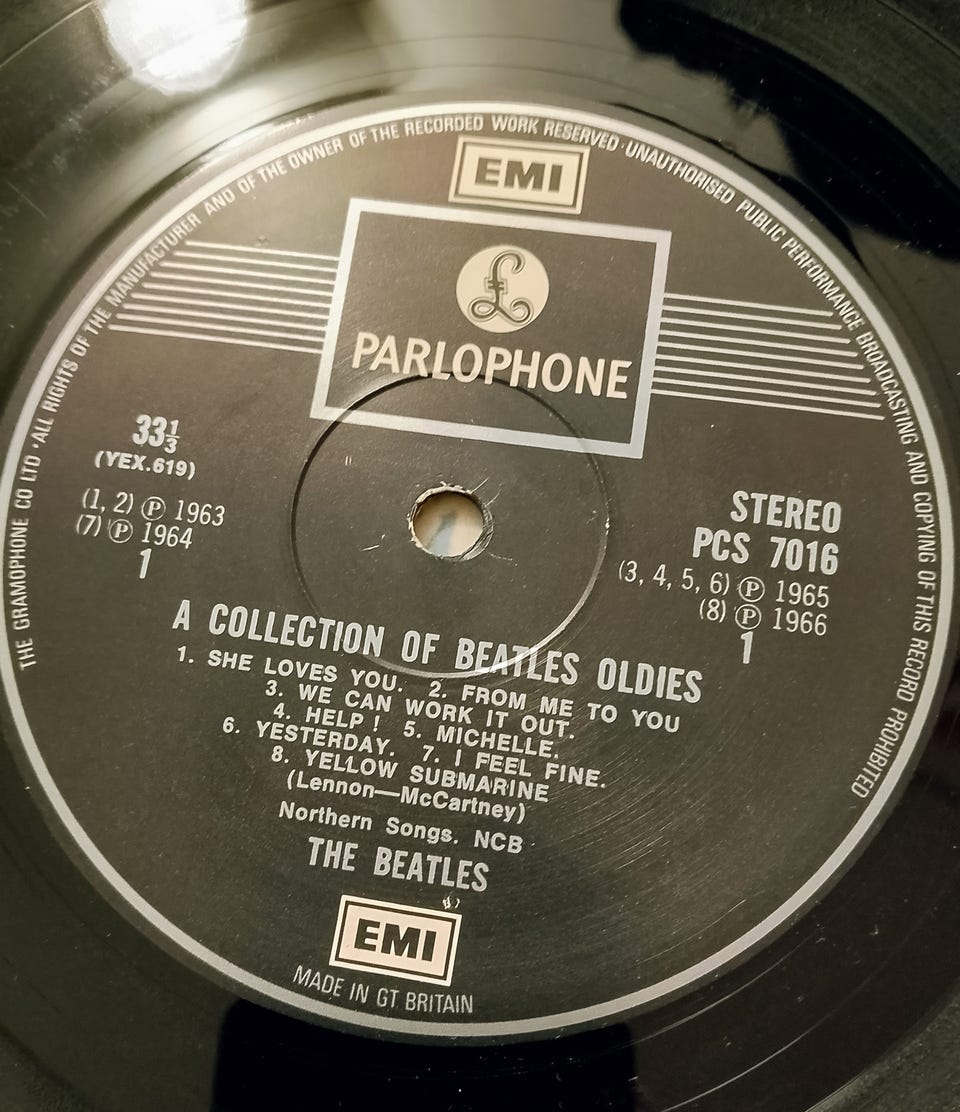 THE GRAMOPHONE CO LTD · ALL RIGHTS OF THE MANUFACTURER AND OF THE OWNER OF THE RECORDED WORK RESERVED · UNAUTHORISED PUBLIC PERFORMANCE BROADCASTING AND COPYING OF THIS RECORD PROHIBITED
EMI
£
PARLOPHONE
33⅓
(YEX.619)
(1, 2) ℗ 1963
(7) ℗ 1964
1
STEREO
PCS 7016
(3, 4, 5, 6) ℗ 1965
(8) ℗ 1966
1
A COLLECTION OF BEATLES OLDIES
1. SHE LOVES YOU. 2. FROM ME TO YOU
3. WE CAN WORK IT OUT.
4. HELP! 5. MICHELLE.
6. YESTERDAY. 7. I FEEL FINE.
8. YELLOW SUBMARINE
(Lennon—McCartney)
Northern Songs. NCB
THE BEATLES
EMI
MADE IN GT BRITAIN